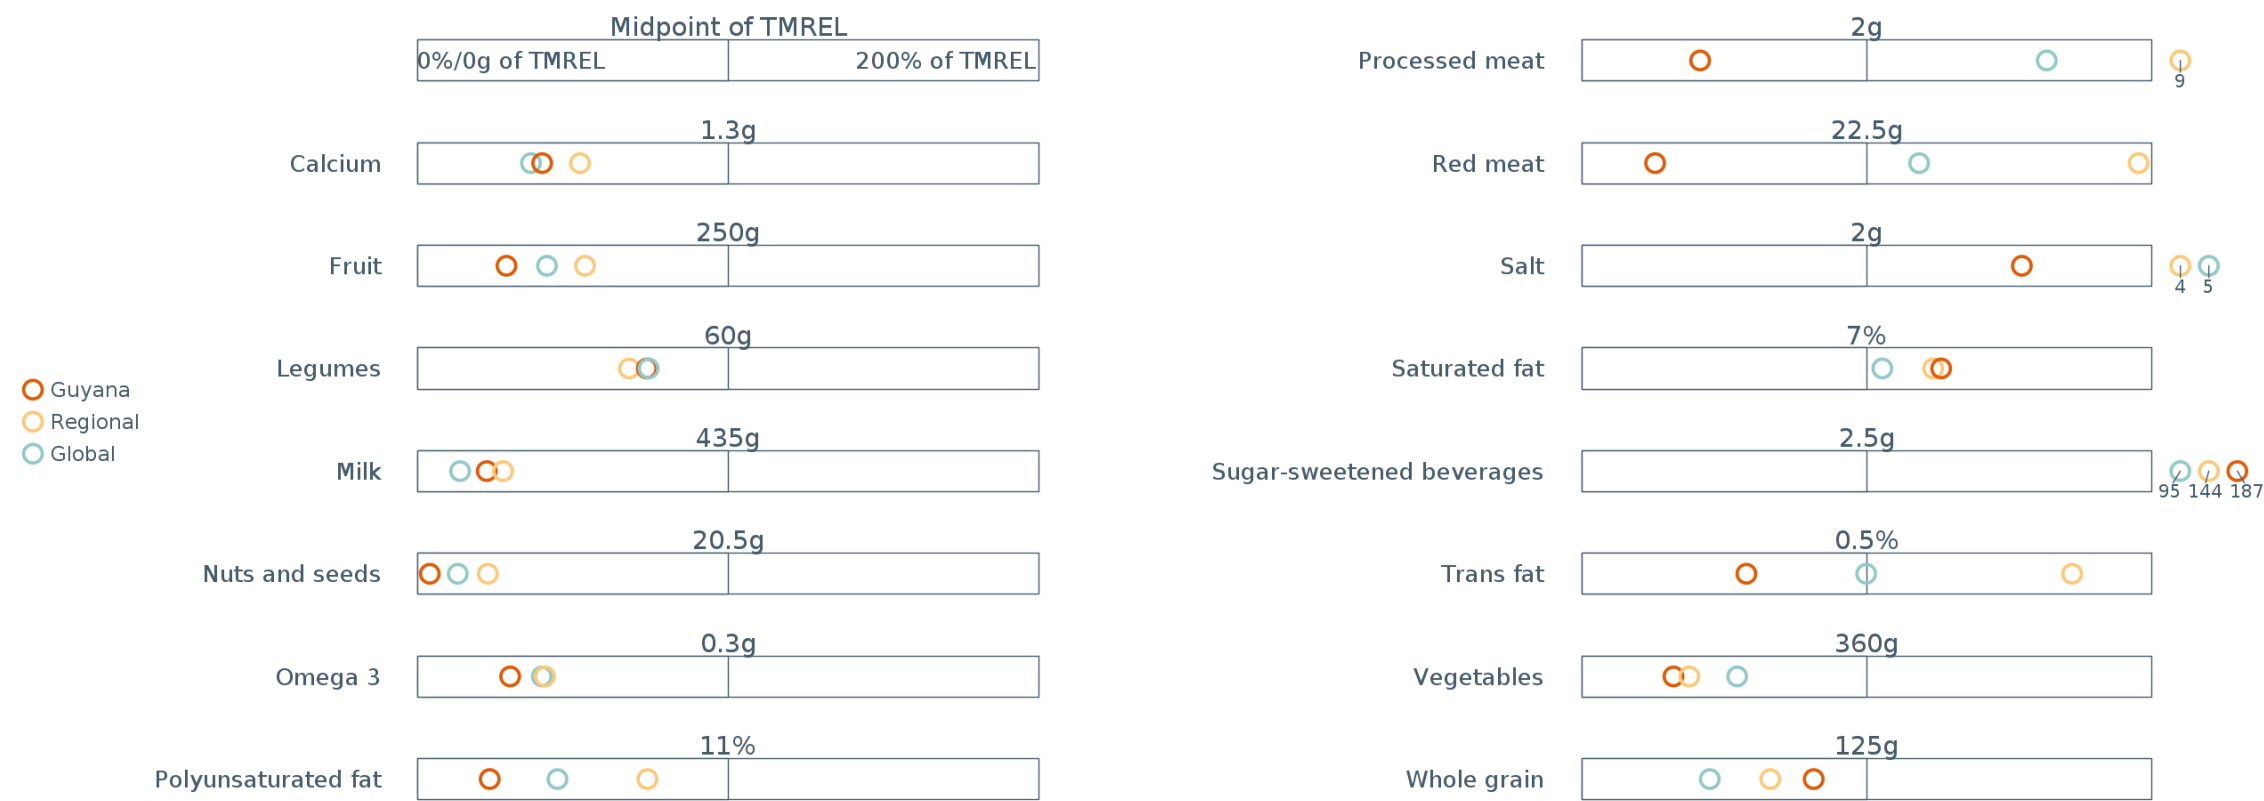 Midpoint of TMREL
0%/0g of TMREL 200% of TMREL
Calcium 1.3g
Fruit 250g
Legumes 60g
Milk 435g
Nuts and seeds 20.5g
Omega 3 0.3g
Polyunsaturated fat 11%
Guyana
Regional
Global
Processed meat 2g
9
Red meat 22.5g
Salt 2g
4 5
Saturated fat 7%
Sugar-sweetened beverages 2.5g
95 144 187
Trans fat 0.5%
Vegetables 360g
Whole grain 125g